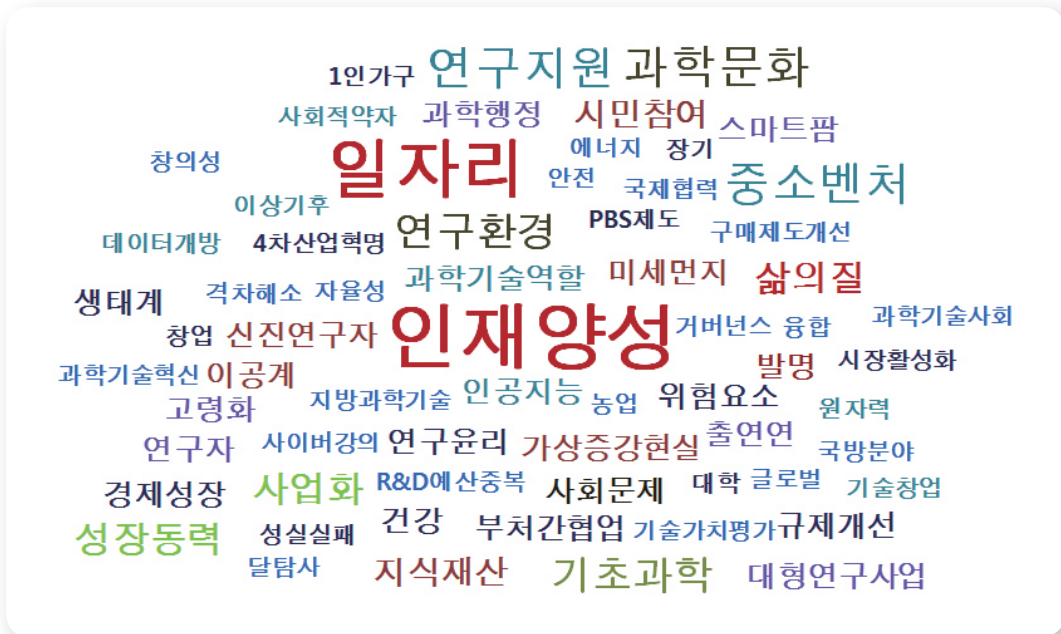 1인가구 연구지원 과학문화
사회적약자 과학행정 시민참여 스마트팜
창의성 일자리 에너지 장기
안전 국제협력 중소벤처
이상기후 연구환경 PBS제도 구매제도개선
데이터개방 4차산업혁명
생태계 격차해소 자율성 과학기술역할 미세먼지 삶의질
창업 신진연구자 인재양성 거버넌스 융합 과학기술사회
과학기술혁신 이공계 발명 시장활성화
고령화 지방과학기술 인공지능 농업 위험요소 원자력
연구자 사이버강의 연구윤리 가상증강현실 출연연 국방분야
경제성장 사업화 R&D예산중복 사회문제 대학 글로벌 기술창업
성장동력 성실실패 건강 부처간협업 기술가치평가 규제개선
달탐사 지식재산 기초과학 대형연구사업